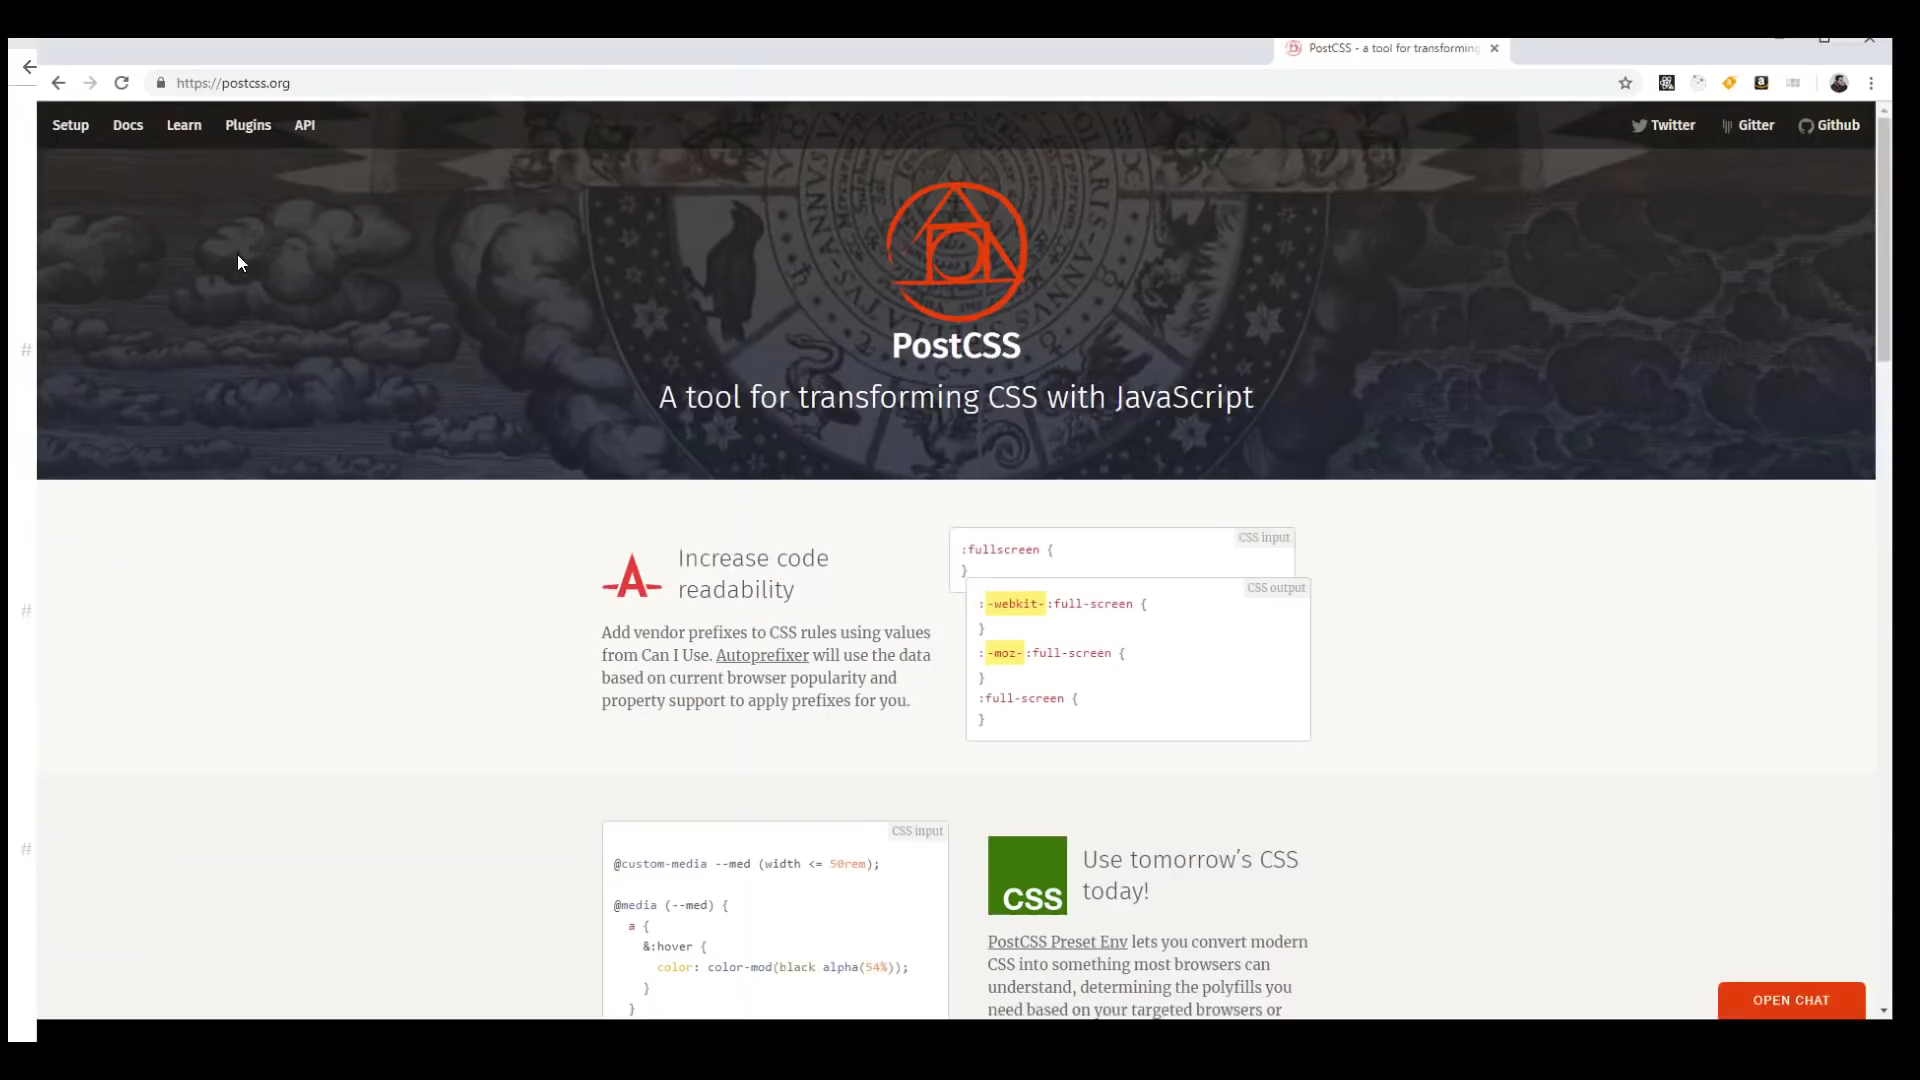 PostCSS - a tool for transforming
https://postcss.org
Setup Docs Learn Plugins API
Twitter Gitter Github
PostCSS
A tool for transforming CSS with JavaScript
Increase code
readability
Add vendor prefixes to CSS rules using values
from Can I Use. Autoprefixer will use the data
based on current browser popularity and
property support to apply prefixes for you.
CSS input
:fullscreen {
}
CSS output
:-webkit-:full-screen {
}
:-moz-:full-screen {
}
:full-screen {
}
CSS input
@custom-media --med (width <= 50rem);
@media (--med) {
a {
&:hover {
color: color-mod(black alpha(54%));
}
}
CSS
Use tomorrow’s CSS
today!
PostCSS Preset Env lets you convert modern
CSS into something most browsers can
understand, determining the polyfills you
need based on your targeted browsers or
OPEN CHAT
#
#
#